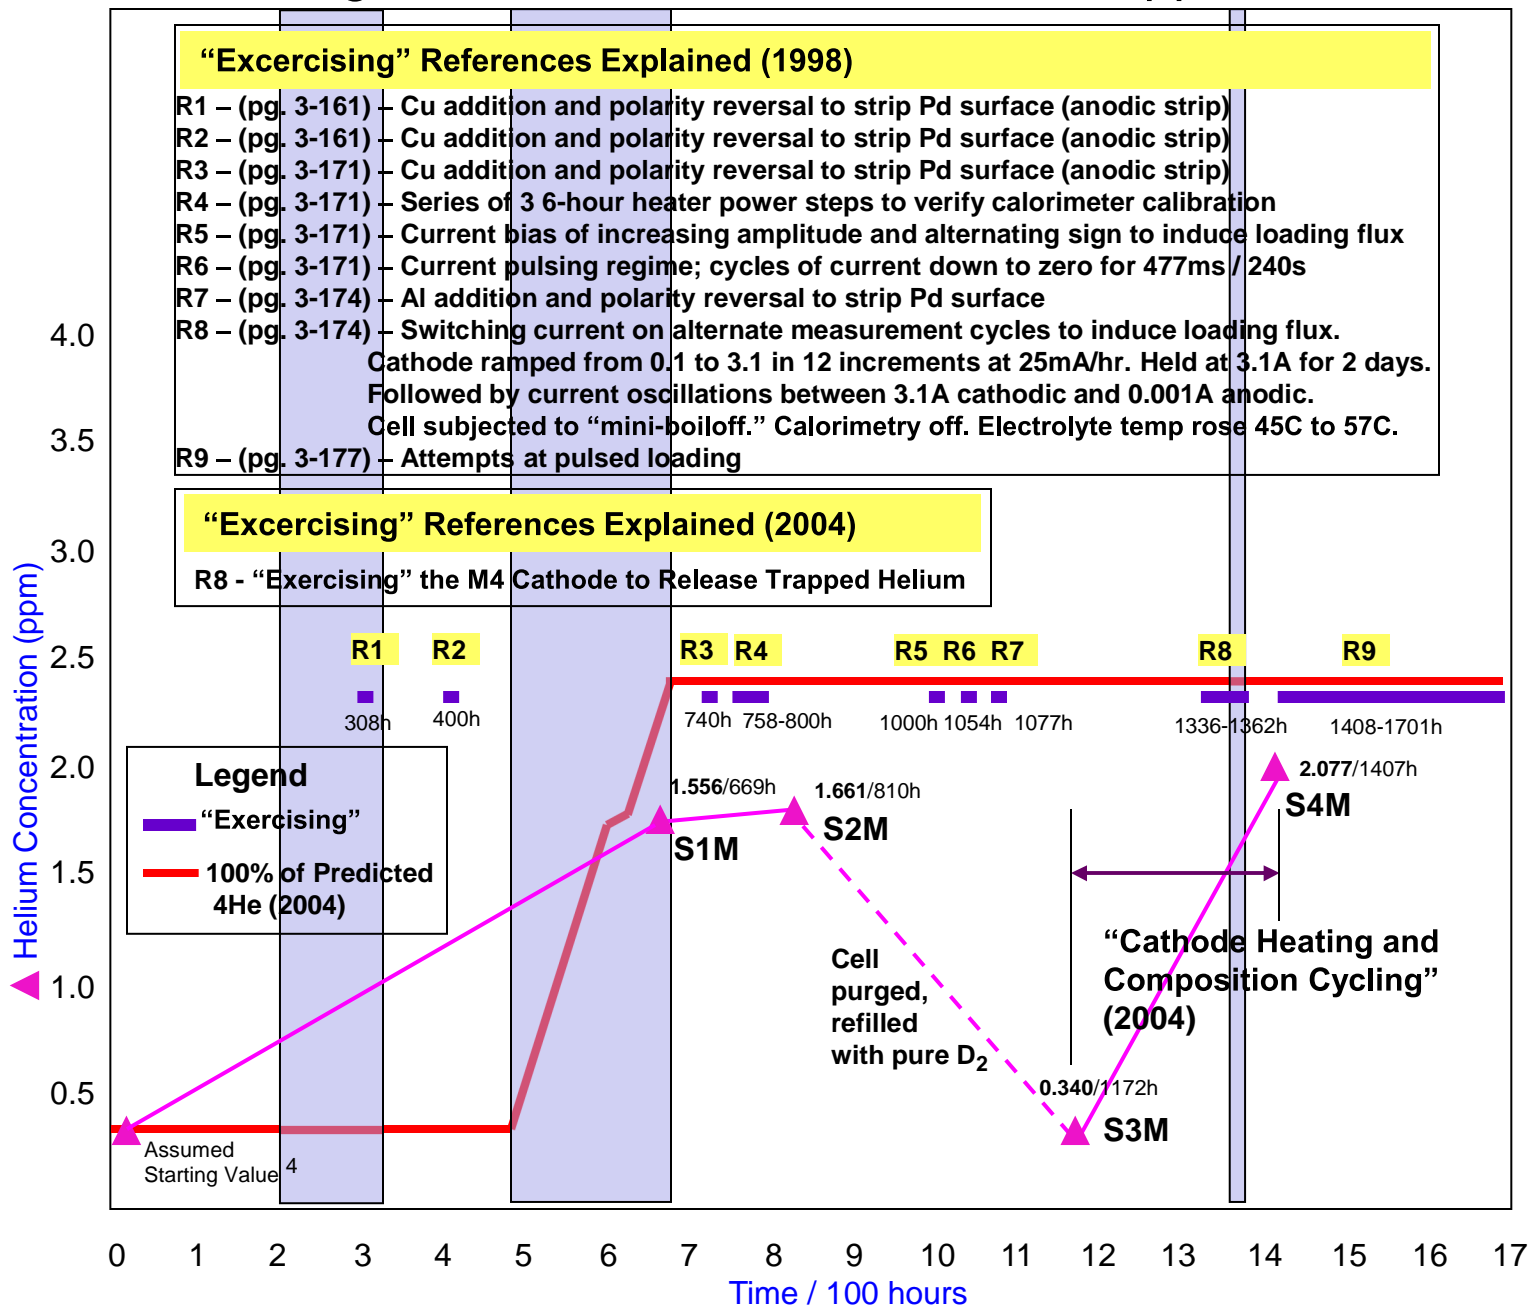 “Excercising” References Explained (1998)
R1 – (pg. 3-161) – Cu addition and polarity reversal to strip Pd surface (anodic strip)
R2 – (pg. 3-161) – Cu addition and polarity reversal to strip Pd surface (anodic strip)
R3 – (pg. 3-171) – Cu addition and polarity reversal to strip Pd surface (anodic strip)
R4 – (pg. 3-171) – Series of 3 6-hour heater power steps to verify calorimeter calibration
R5 – (pg. 3-171) – Current bias of increasing amplitude and alternating sign to induce loading flux
R6 – (pg. 3-171) – Current pulsing regime; cycles of current down to zero for 477ms / 240s
R7 – (pg. 3-174) – Al addition and polarity reversal to strip Pd surface
R8 – (pg. 3-174) – Switching current on alternate measurement cycles to induce loading flux.
Cathode ramped from 0.1 to 3.1 in 12 increments at 25mA/hr. Held at 3.1A for 2 days.
Followed by current oscillations between 3.1A cathodic and 0.001A anodic.
Cell subjected to “mini-boiloff.” Calorimetry off. Electrolyte temp rose 45C to 57C.
R9 – (pg. 3-177) – Attempts at pulsed loading
“Excercising” References Explained (2004)
R8 - “Exercising” the M4 Cathode to Release Trapped Helium
4.0
3.5
3.0
2.5
2.0
1.5
1.0
0.5
Helium Concentration (ppm)
R1 R2 R3 R4 R5 R6 R7 R8 R9
308h 400h 740h 758-800h 1000h 1054h 1077h 1336-1362h 1408-1701h
Legend
“Exercising”
100% of Predicted
4He (2004)
1.556/669h
S1M
1.661/810h
S2M
2.077/1407h
S4M
Cell
purged,
refilled
with pure D2
“Cathode Heating and
Composition Cycling”
(2004)
0.340/1172h
S3M
Assumed
Starting Value 4
0 1 2 3 4 5 6 7 8 9 10 11 12 13 14 15 16 17
Time / 100 hours